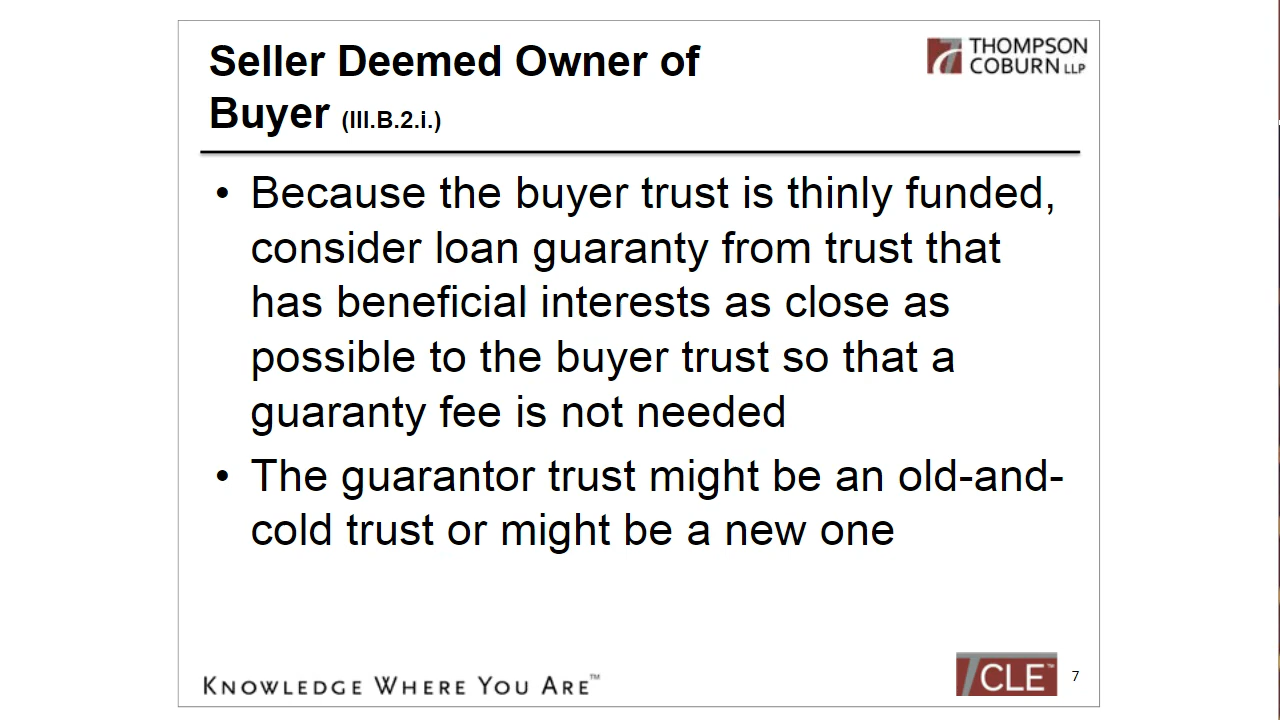 Seller Deemed Owner of
Buyer (III.B.2.i.)
THOMPSON
COBURN LLP
• Because the buyer trust is thinly funded,
consider loan guaranty from trust that
has beneficial interests as close as
possible to the buyer trust so that a
guaranty fee is not needed
• The guarantor trust might be an old-and-
cold trust or might be a new one
KNOWLEDGE WHERE YOU ARE™
CLE™
7